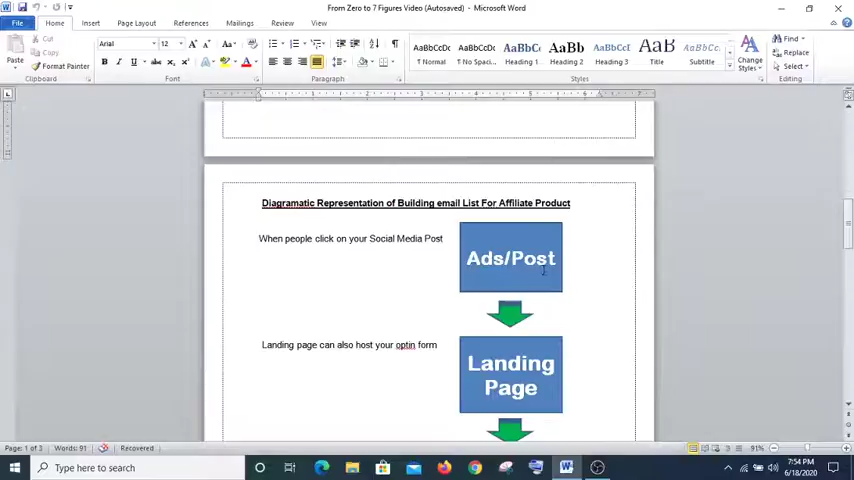 From Zero to 7 Figures Video (Autosaved) - Microsoft Word
File Home Insert Page Layout References Mailings Review View
Cut
Copy
Format Painter
Paste
Clipboard
Arial 12
Font
Paragraph
AaBbCcDc AaBbCcDc AaBbC AaBb AaBbCcI AaB AaBbCc.
¶ Normal ¶ No Spaci... Heading 1 Heading 2 Heading 3 Title Subtitle
Styles
Change Styles
Find
Replace
Select
Editing
Diagramatic Representation of Building email List For Affiliate Product
When people click on your Social Media Post
Ads/Post
Landing page can also host your optin form
Landing
Page
Page: 1 of 3 Words: 91 Recovered 91%
Type here to search
7:54 PM
6/18/2020